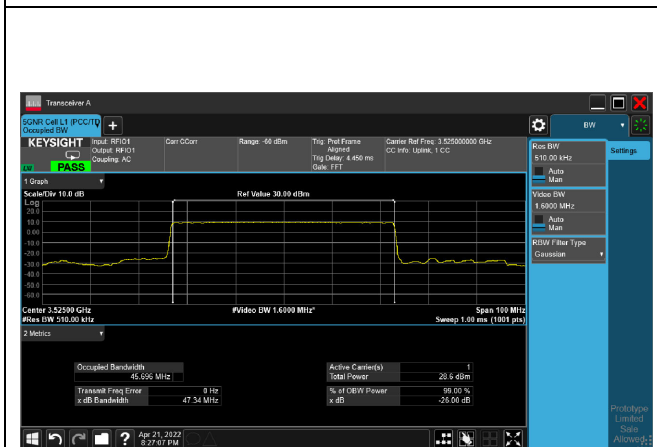 Transceiver A
5GNR Cell L1 (PCC/TD
Occupied BW
BW
KEYSIGHT
Input: RFIO1
Output: RFIO1
Coupling: AC
Corr CCorr
Range: -60 dBm
Trig: Pret Frame
Aligned
Trig Delay: 4.450 ms
Gate: FFT
Carrier Ref Freq: 3.525000000 GHz
CC Info: Uplink, 1 CC
PASS
Res BW
510.00 kHz
Auto
Man
Settings
Video BW
1.6000 MHz
Auto
Man
RBW Filter Type
Gaussian
1 Graph
Scale/Div 10.0 dB
Ref Value 30.00 dBm
Log
20.0
10.0
0.00
-10.0
-20.0
-30.0
-40.0
-50.0
-60.0
Center 3.52500 GHz
#Video BW 1.6000 MHz*
Span 100 MHz
#Res BW 510.00 kHz
Sweep 1.00 ms (1001 pts)
2 Metrics
Occupied Bandwidth
45.696 MHz
Active Carrier(s) 1
Total Power 28.6 dBm
Transmit Freq Error 0 Hz
x dB Bandwidth 47.34 MHz
% of OBW Power 99.00 %
x dB -26.00 dB
Prototype
Limited
Sale
Allowed
?
Apr 21, 2022
8:27:07 PM